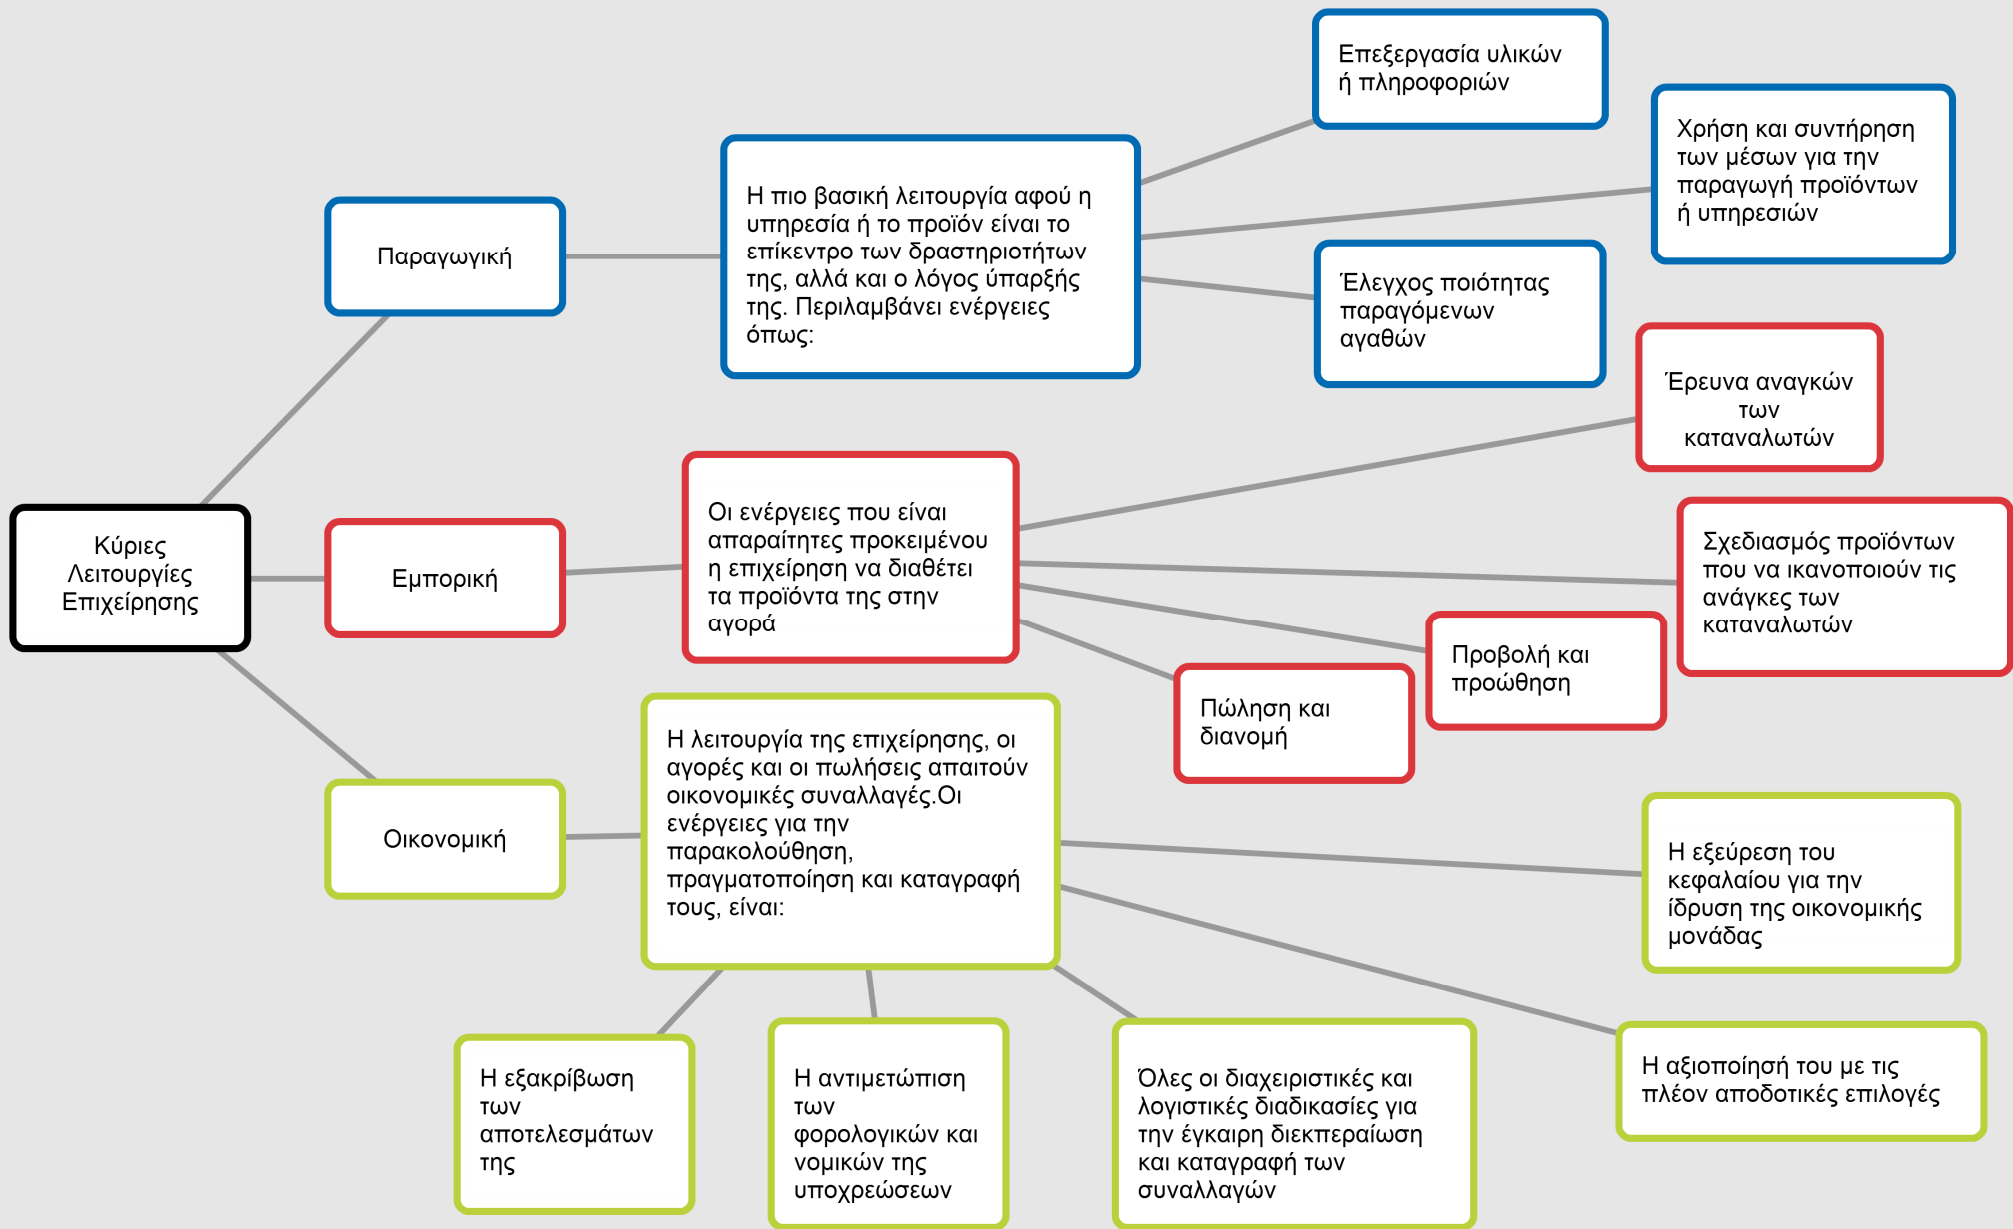 Κύριες
Λειτουργίες
Επιχείρησης
Παραγωγική
Η πιο βασική λειτουργία αφού η
υπηρεσία ή το προϊόν είναι το
επίκεντρο των δραστηριοτήτων
της, αλλά και ο λόγος ύπαρξής
της. Περιλαμβάνει ενέργειες
όπως:
Επεξεργασία υλικών
ή πληροφοριών
Χρήση και συντήρηση
των μέσων για την
παραγωγή προϊόντων
ή υπηρεσιών
Έλεγχος ποιότητας
παραγόμενων
αγαθών
Εμπορική
Οι ενέργειες που είναι
απαραίτητες προκειμένου
η επιχείρηση να διαθέτει
τα προϊόντα της στην
αγορά
Έρευνα αναγκών
των
καταναλωτών
Σχεδιασμός προϊόντων
που να ικανοποιούν τις
ανάγκες των
καταναλωτών
Προβολή και
προώθηση
Πώληση και
διανομή
Οικονομική
Η λειτουργία της επιχείρησης, οι
αγορές και οι πωλήσεις απαιτούν
οικονομικές συναλλαγές.Οι
ενέργειες για την
παρακολούθηση,
πραγματοποίηση και καταγραφή
τους, είναι:
Η εξεύρεση του
κεφαλαίου για την
ίδρυση της οικονομικής
μονάδας
Η αξιοποίησή του με τις
πλέον αποδοτικές επιλογές
Όλες οι διαχειριστικές και
λογιστικές διαδικασίες για
την έγκαιρη διεκπεραίωση
και καταγραφή των
συναλλαγών
Η αντιμετώπιση
των
φορολογικών και
νομικών της
υποχρεώσεων
Η εξακρίβωση
των
αποτελεσμάτων
της